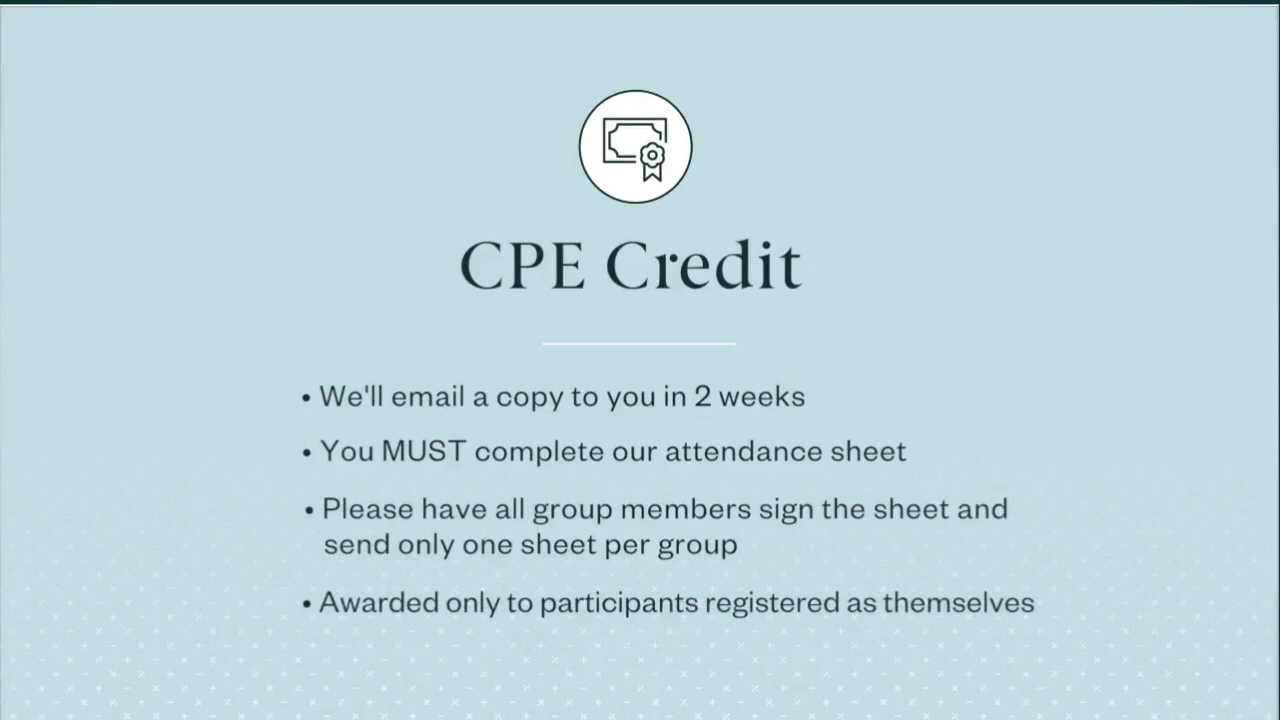 CPE Credit
• We'll email a copy to you in 2 weeks
• You MUST complete our attendance sheet
• Please have all group members sign the sheet and
send only one sheet per group
• Awarded only to participants registered as themselves